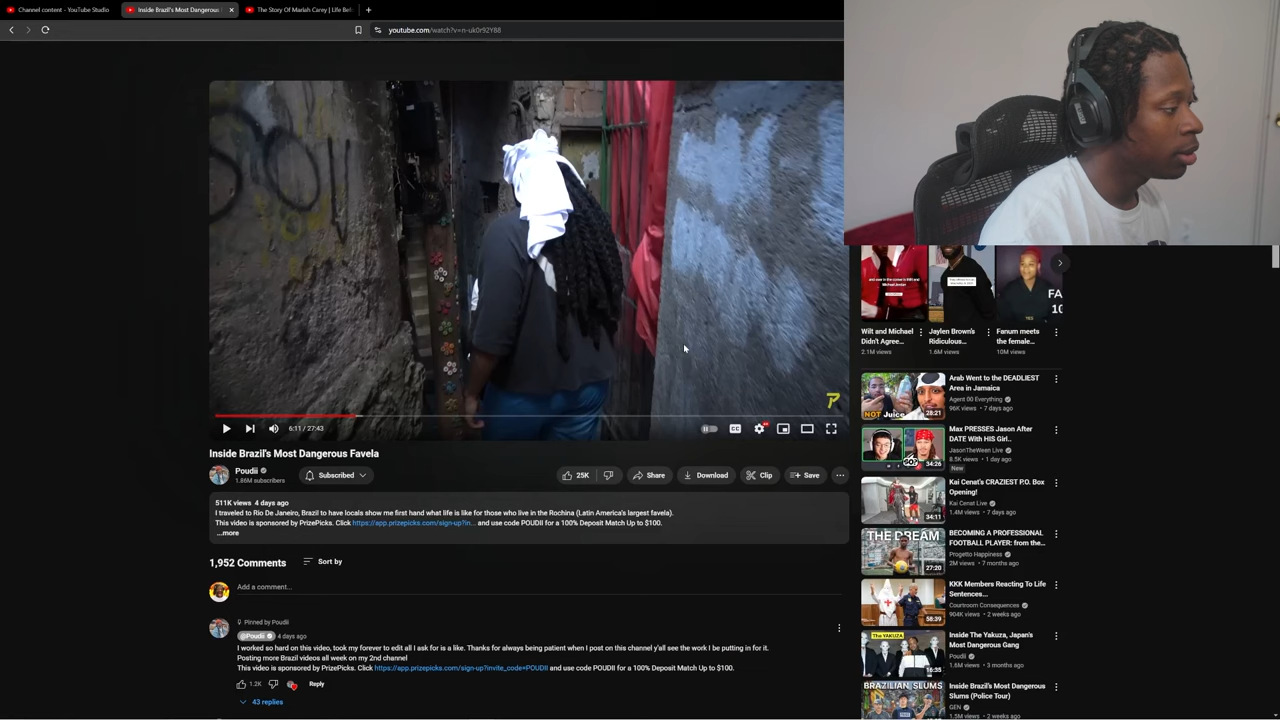 Channel content - YouTube Studio
Inside Brazil's Most Dangerous
The Story Of Mariah Carey | Life Bel
youtube.com/watch?v=n-uk0r92Y88
6:11 / 27:43
CC
Inside Brazil's Most Dangerous Favela
Poudii
1.86M subscribers
Subscribed
25K
Share
Download
Clip
Save
511K views 4 days ago
I traveled to Rio De Janeiro, Brazil to have locals show me first hand what life is like for those who live in the Rochina (Latin America's largest favela).
This video is sponsored by PrizePicks. Click https://app.prizepicks.com/sign-up?in... and use code POUDII for a 100% Deposit Match Up to $100.
...more
1,952 Comments
Sort by
Add a comment...
Pinned by Poudii
@Poudii 4 days ago
I worked so hard on this video, took my forever to edit all I ask for is a like. Thanks for always being patient when I post on this channel y'all see the work I be putting in for it.
Posting more Brazil videos all week on my 2nd channel
This video is sponsored by PrizePicks. Click https://app.prizepicks.com/sign-up?invite_code=POUDII and use code POUDII for a 100% Deposit Match Up to $100.
1.2K
Reply
43 replies
YES
FA
10
Wilt and Michael
Didn't Agree...
2.1M views
Jaylen Brown's
Ridiculous...
1.6M views
Fanum meets
the female...
10M views
NOT Juice
28:21
Arab Went to the DEADLIEST
Area in Jamaica
Agent 00 Everything
96K views • 7 days ago
34:26
Max PRESSES Jason After
DATE With HIS Girl..
JasonTheWeen Live
8.5K views • 1 day ago
New
34:11
Kai Cenat's CRAZIEST P.O. Box
Opening!
Kai Cenat Live
1.4M views • 7 days ago
THE DREAM
27:20
BECOMING A PROFESSIONAL
FOOTBALL PLAYER: from the...
Progetto Happiness
2M views • 7 months ago
58:39
KKK Members Reacting To Life
Sentences...
Courtroom Consequences
904K views • 2 weeks ago
The YAKUZA
16:35
Inside The Yakuza, Japan's
Most Dangerous Gang
Poudii
1.6M views • 3 months ago
BRAZILIAN SLUMS
Inside Brazil's Most Dangerous
Slums (Police Tour)
GEN
1.5M views • 2 weeks ago